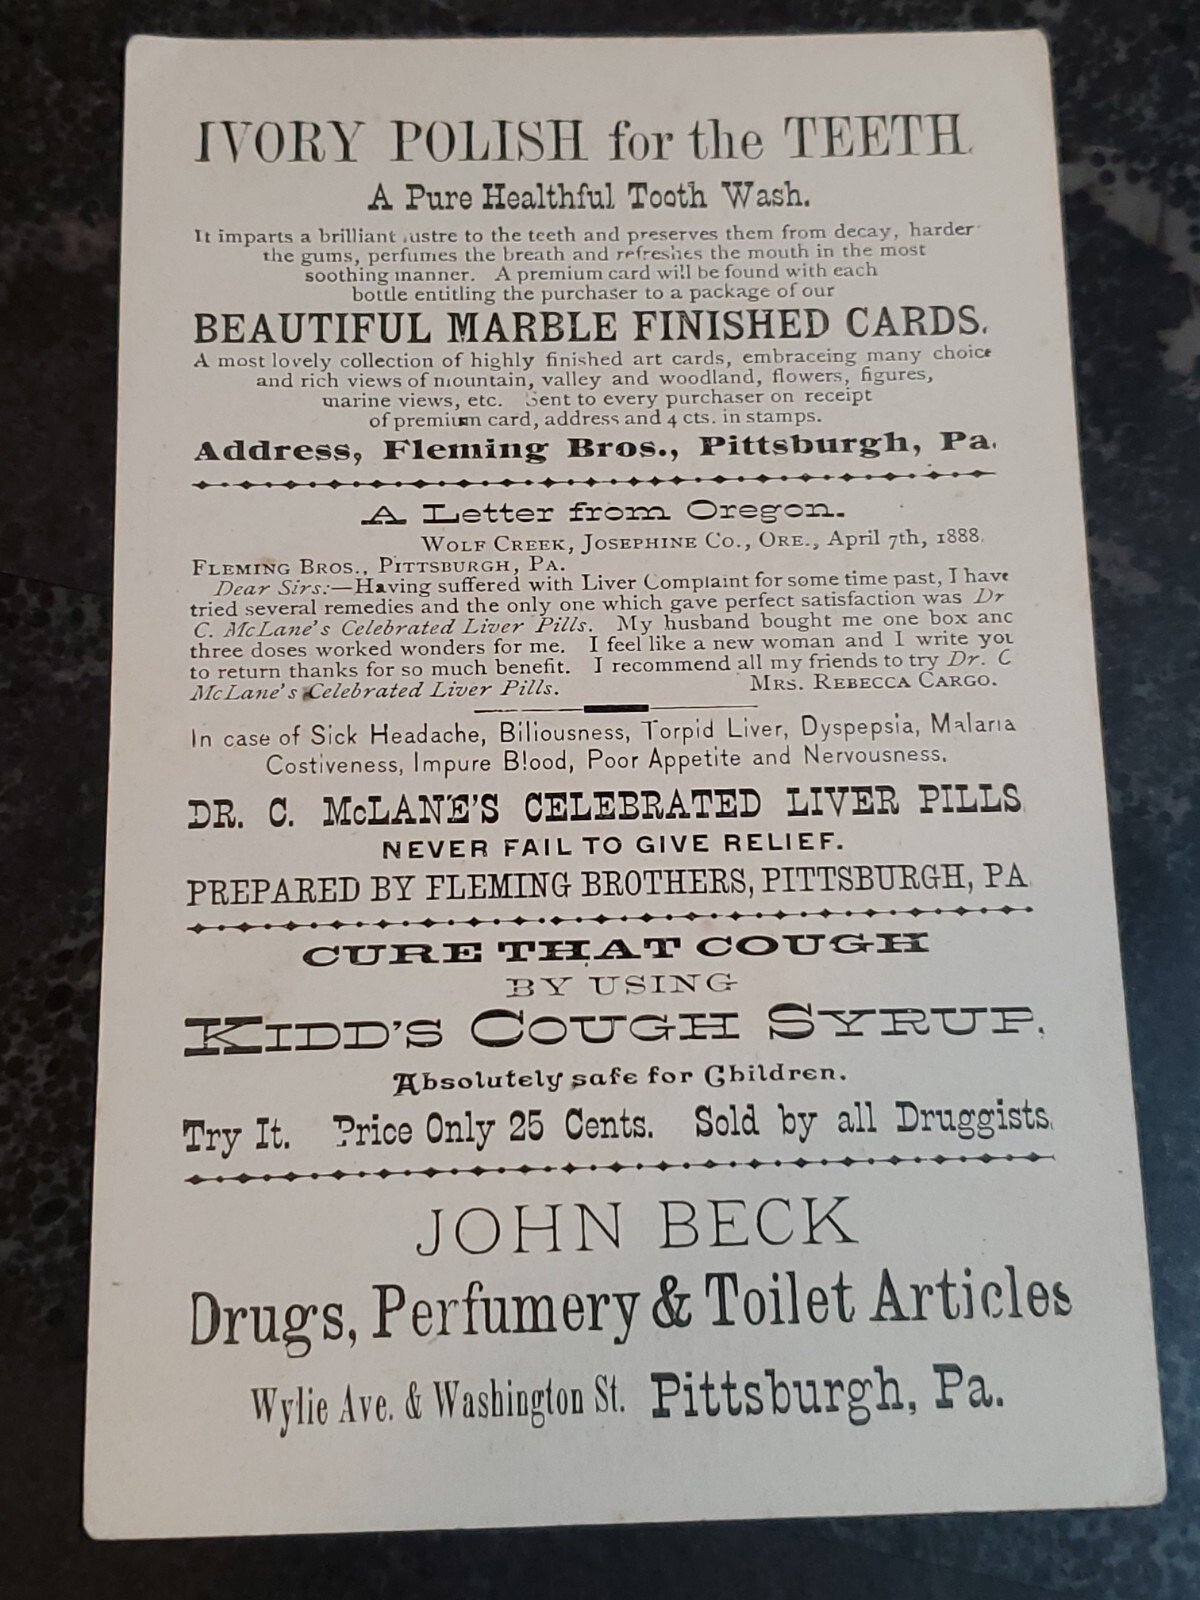 IVORY POLISH for the TEETH.
A Pure Healthful Tooth Wash.
It imparts a brilliant lustre to the teeth and preserves them from decay, harder
the gums, perfumes the breath and refreshes the mouth in the most
soothing manner. A premium card will be found with each
bottle entitling the purchaser to a package of our
BEAUTIFUL MARBLE FINISHED CARDS.
A most lovely collection of highly finished art cards, embraceing many choice
and rich views of mountain, valley and woodland, flowers, figures,
marine views, etc. Sent to every purchaser on receipt
of premium card, address and 4 cts. in stamps.
Address, Fleming Bros., Pittsburgh, Pa.
A Letter from Oregon.
WOLF CREEK, JOSEPHINE CO., ORE., April 7th, 1888.
FLEMING BROS., PITTSBURGH, PA.
Dear Sirs:—Having suffered with Liver Complaint for some time past, I have
tried several remedies and the only one which gave perfect satisfaction was Dr
C. McLane's Celebrated Liver Pills. My husband bought me one box and
three doses worked wonders for me. I feel like a new woman and I write you
to return thanks for so much benefit. I recommend all my friends to try Dr. C
McLane's Celebrated Liver Pills. MRS. REBECCA CARGO.
In case of Sick Headache, Biliousness, Torpid Liver, Dyspepsia, Malaria
Costiveness, Impure Blood, Poor Appetite and Nervousness.
DR. C. McLANE'S CELEBRATED LIVER PILLS
NEVER FAIL TO GIVE RELIEF.
PREPARED BY FLEMING BROTHERS, PITTSBURGH, PA
CURE THAT COUGH
BY USING
KIDD'S COUGH SYRUP,
Absolutely safe for Children.
Try It. Price Only 25 Cents. Sold by all Druggists.
JOHN BECK
Drugs, Perfumery & Toilet Articles
Wylie Ave. & Washington St. Pittsburgh, Pa.